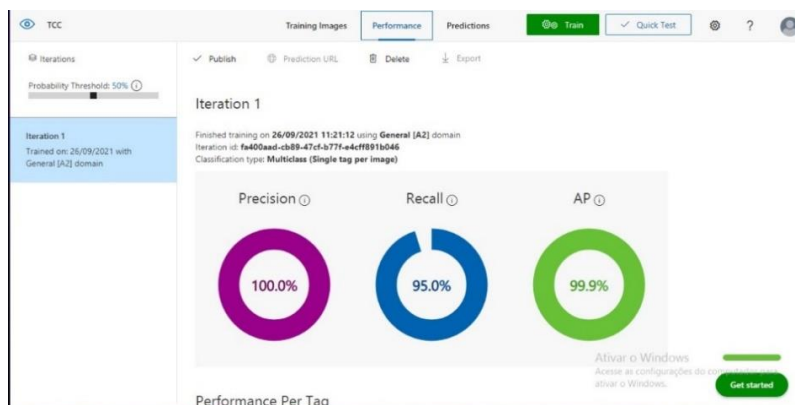 TCC
Training Images Performance Predictions Train Quick Test ?
Iterations
Probability Threshold: 50%
Iteration 1
Trained on: 26/09/2021 with
General [A2] domain
Publish Prediction URL Delete Export
Iteration 1
Finished training on 26/09/2021 11:21:12 using General [A2] domain
Iteration id: fa400aad-cb89-47cf-b77f-e4cff891b046
Classification type: Multiclass (Single tag per image)
Precision Recall AP
100.0% 95.0% 99.9%
Ativar o Windows
Acesse as configurações do computador para
ativar o Windows.
Get started
Performance Per Tag